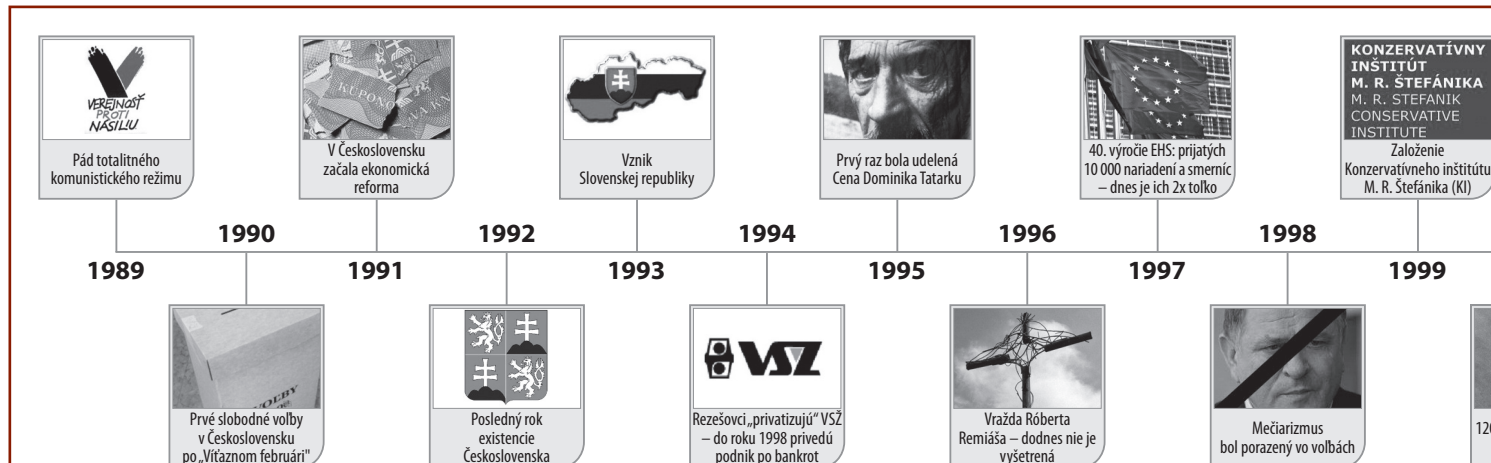 VEREJNOSŤ
PROTI
NÁSILIU
Pád totalitného
komunistického režimu
KUPÓNO
V Československu
začala ekonomická
reforma
Vznik
Slovenskej republiky
Prvý raz bola udelená
Cena Dominika Tatarku
40. výročie EHS: prijatých
10 000 nariadení a smerníc
– dnes je ich 2x toľko
KONZERVATÍVNY
INŠTITÚT
M. R. ŠTEFÁNIKA
M. R. STEFANIK
CONSERVATIVE
INSTITUTE
Založenie
Konzervatívneho inštitútu
M. R. Štefánika (KI)
1990
1992
1994
1996
1998
1989
1991
1993
1995
1997
1999
VOĽBY
Prvé slobodné voľby
v Československu
po „Víťaznom februári"
Posledný rok
existencie
Československa
VSŽ
Rezešovci „privatizujú“ VSŽ
– do roku 1998 privedú
podnik po bankrot
Vražda Róberta
Remiáša – dodnes nie je
vyšetrená
Mečiarizmus
bol porazený vo voľbách